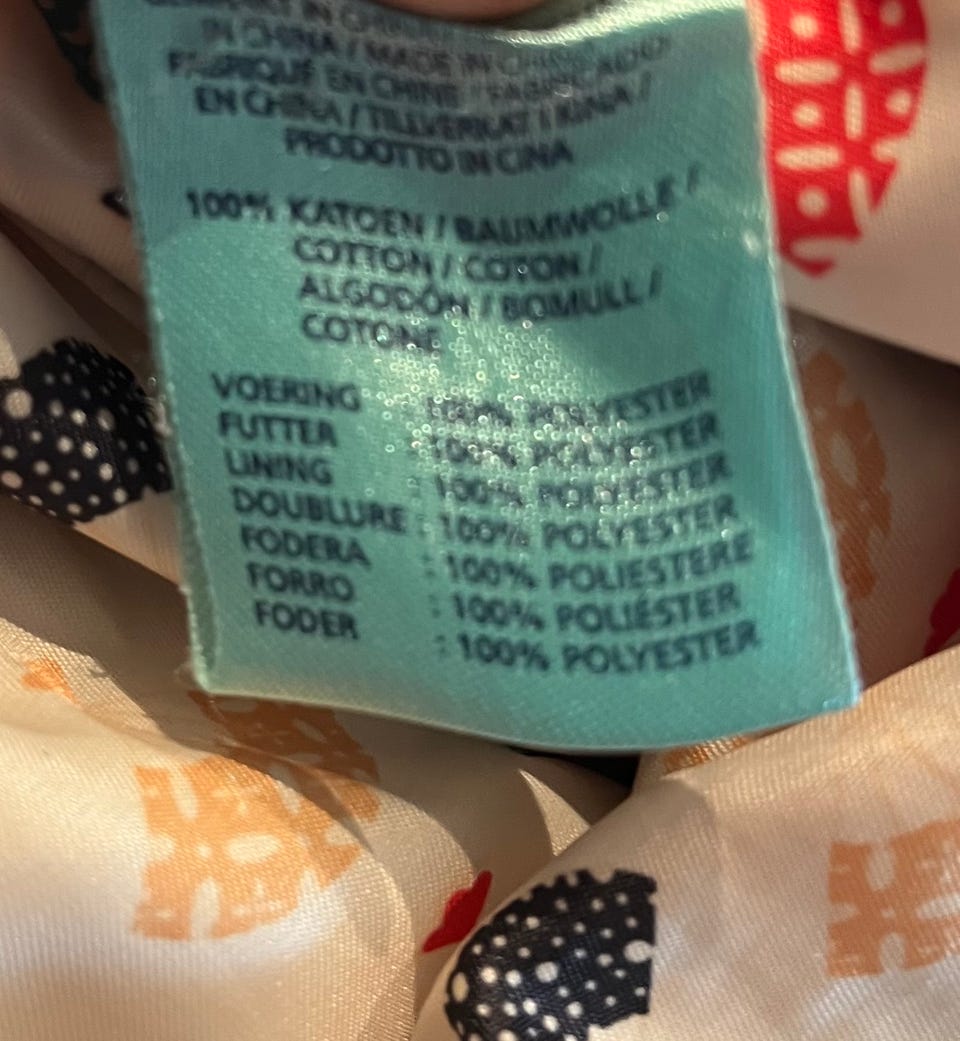 IN CHINA / MADE IN CHINA
FABRIQUÉ EN CHINE / FABRICADO
EN CHINA / TILLVERKAT I KINA /
PRODOTTO IN CINA
100% KATOEN / BAUMWOLLE /
COTTON / COTON /
ALGODÓN / BOMULL /
COTONE
VOERING : 100% POLYESTER
FUTTER : 100% POLYESTER
LINING : 100% POLYESTER
DOUBLURE : 100% POLYESTER
FODERA : 100% POLIESTERE
FORRO : 100% POLIÉSTER
FODER : 100% POLYESTER